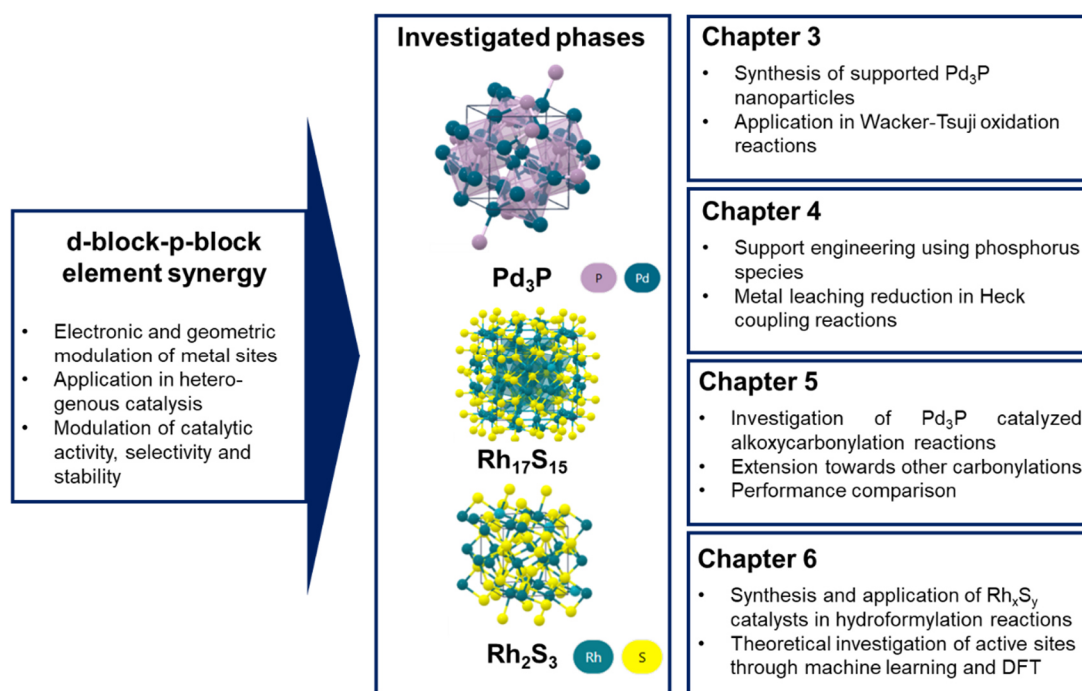 d-block-p-block
element synergy
• Electronic and geometric
modulation of metal sites
• Application in hetero-
genous catalysis
• Modulation of catalytic
activity, selectivity and
stability
Investigated phases
Pd₃P
P
Pd
Rh₁₇S₁₅
Rh₂S₃
Rh
S
Chapter 3
• Synthesis of supported Pd₃P
nanoparticles
• Application in Wacker-Tsuji oxidation
reactions
Chapter 4
• Support engineering using phosphorus
species
• Metal leaching reduction in Heck
coupling reactions
Chapter 5
• Investigation of Pd₃P catalyzed
alkoxycarbonylation reactions
• Extension towards other carbonylations
• Performance comparison
Chapter 6
• Synthesis and application of RhₓSᵧ
catalysts in hydroformylation reactions
• Theoretical investigation of active sites
through machine learning and DFT